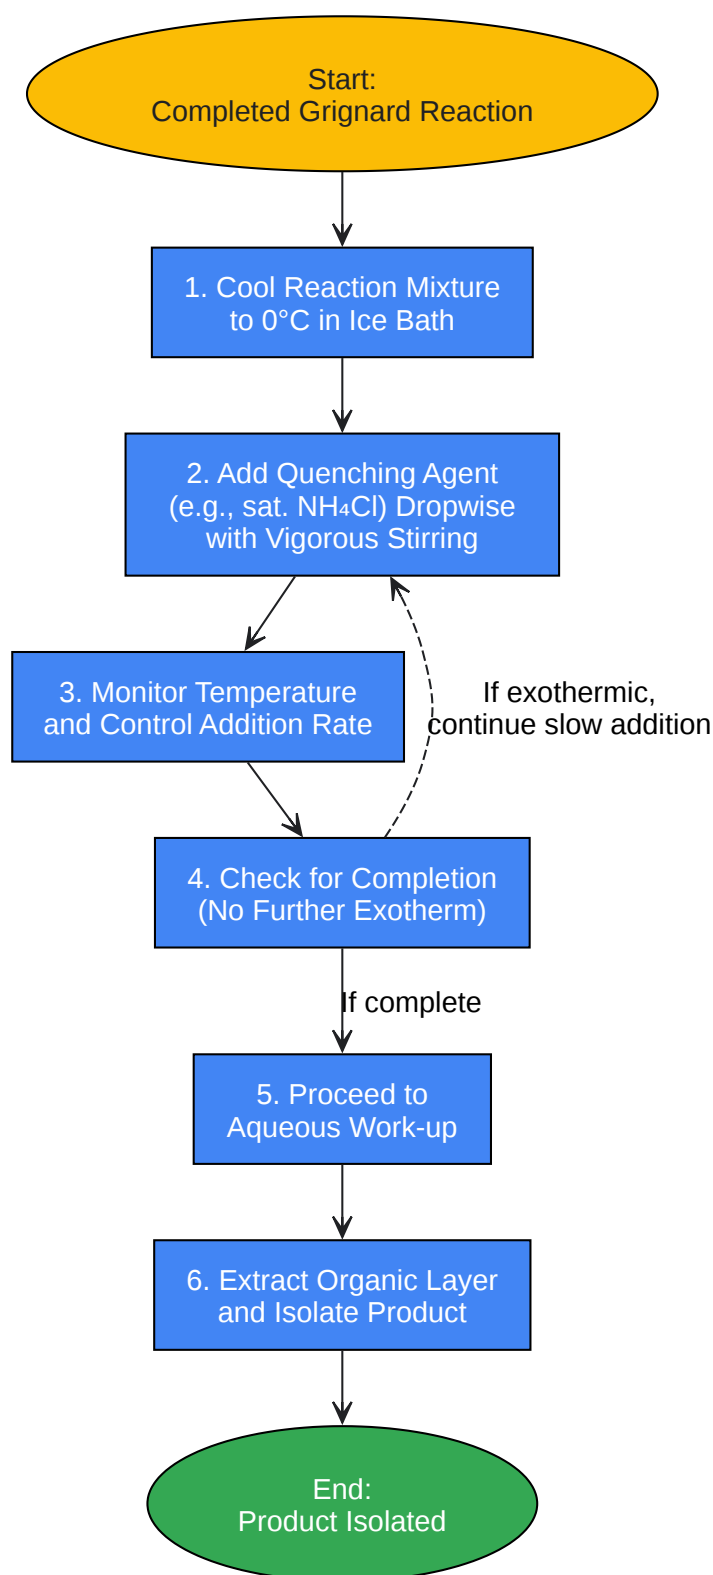 Start:
Completed Grignard Reaction
1. Cool Reaction Mixture
to 0°C in Ice Bath
2. Add Quenching Agent
(e.g., sat. NH₄Cl) Dropwise
with Vigorous Stirring
3. Monitor Temperature
and Control Addition Rate
If exothermic,
continue slow addition
4. Check for Completion
(No Further Exotherm)
If complete
5. Proceed to
Aqueous Work-up
6. Extract Organic Layer
and Isolate Product
End:
Product Isolated